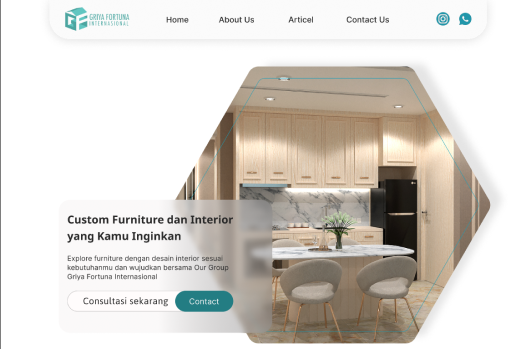 GRIYA FORTUNA
INTERNASIONAL
Home
About Us
Articel
Contact Us
Custom Furniture dan Interior
yang Kamu Inginkan
Explore furniture dengan desain interior sesuai
kebutuhanmu dan wujudkan bersama Our Group
Griya Fortuna Internasional
Consultasi sekarang
Contact